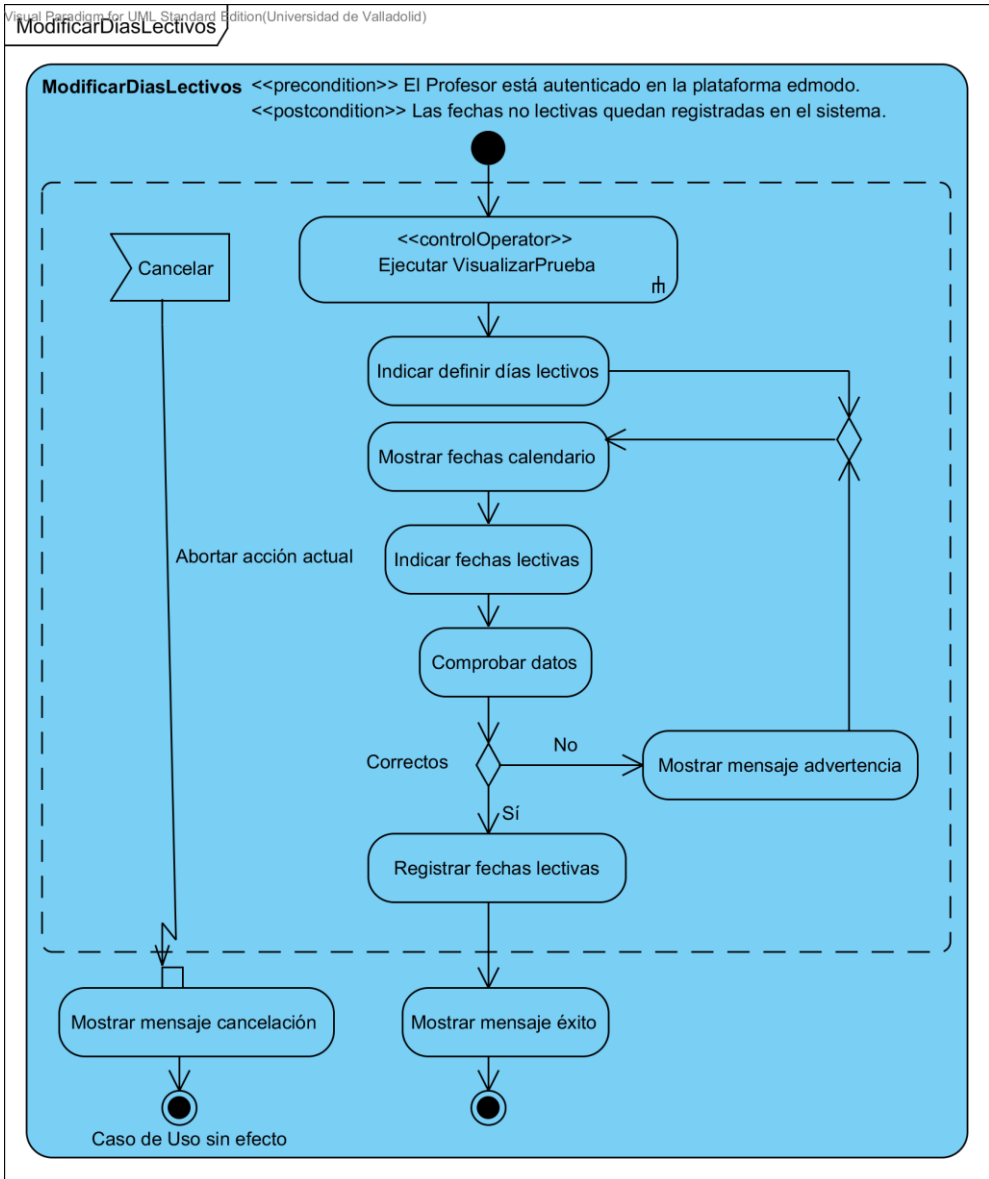 Visual Paradigm for UML Standard Edition(Universidad de Valladolid)
ModificarDiasLectivos
ModificarDiasLectivos <<precondition>> El Profesor está autenticado en la plataforma edmodo.
<<postcondition>> Las fechas no lectivas quedan registradas en el sistema.
<<controlOperator>>
Ejecutar VisualizarPrueba
Cancelar
Indicar definir días lectivos
Mostrar fechas calendario
Abortar acción actual
Indicar fechas lectivas
Comprobar datos
Correctos
No
Mostrar mensaje advertencia
Sí
Registrar fechas lectivas
Mostrar mensaje cancelación
Mostrar mensaje éxito
Caso de Uso sin efecto